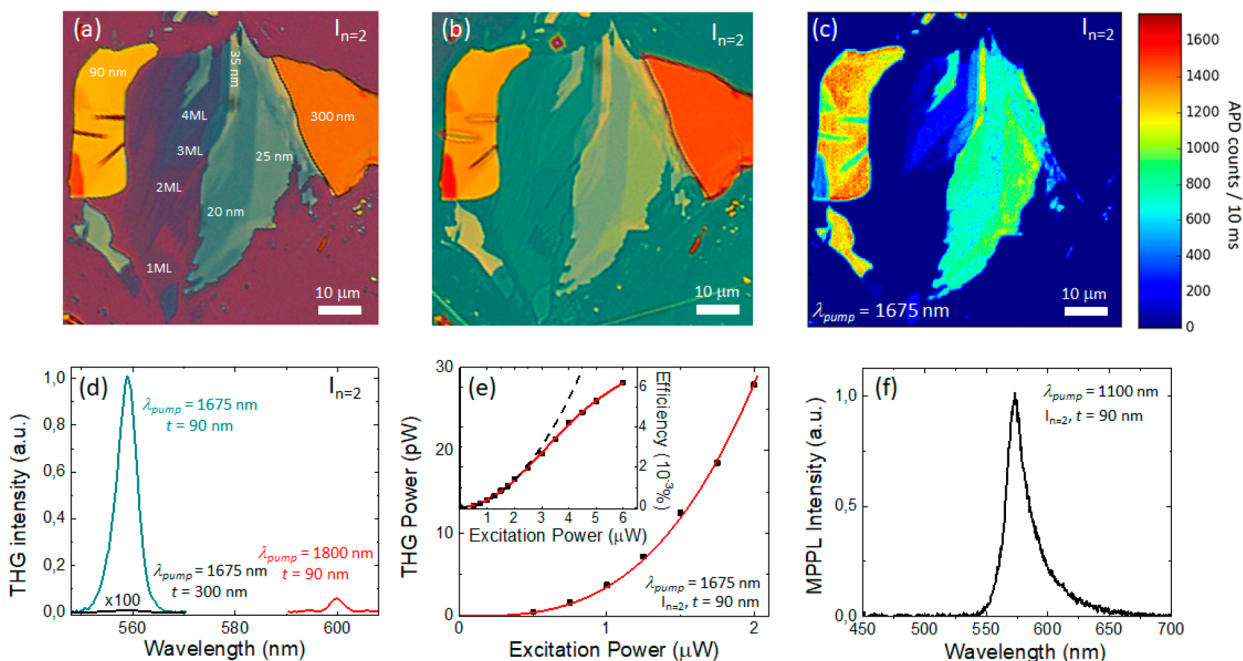 (a)
I n=2
90 nm
35 nm
4ML
300 nm
3ML
25 nm
2ML
20 nm
1ML
10 μm
(b)
I n=2
10 μm
(c)
I n=2
λpump = 1675 nm
10 μm
1600
1400
1200
1000
800
600
400
200
0
APD counts / 10 ms
(d)
I n=2
λpump = 1675 nm
t = 90 nm
λpump = 1800 nm
t = 90 nm
λpump = 1675 nm
t = 300 nm
x100
1,0
0,8
0,6
0,4
0,2
0,0
THG intensity (a.u.)
560
580
600
Wavelength (nm)
(e)
30
20
10
0
THG Power (pW)
6
4
2
0
Efficiency (10-3%)
1 2 3 4 5 6
Excitation Power (μW)
λpump = 1675 nm
In=2, t = 90 nm
0
1
2
Excitation Power (μW)
(f)
λpump = 1100 nm
In=2, t = 90 nm
1,0
0,5
0,0
MPPL Intensity (a.u.)
450 500 550 600 650 700
Wavelength (nm)